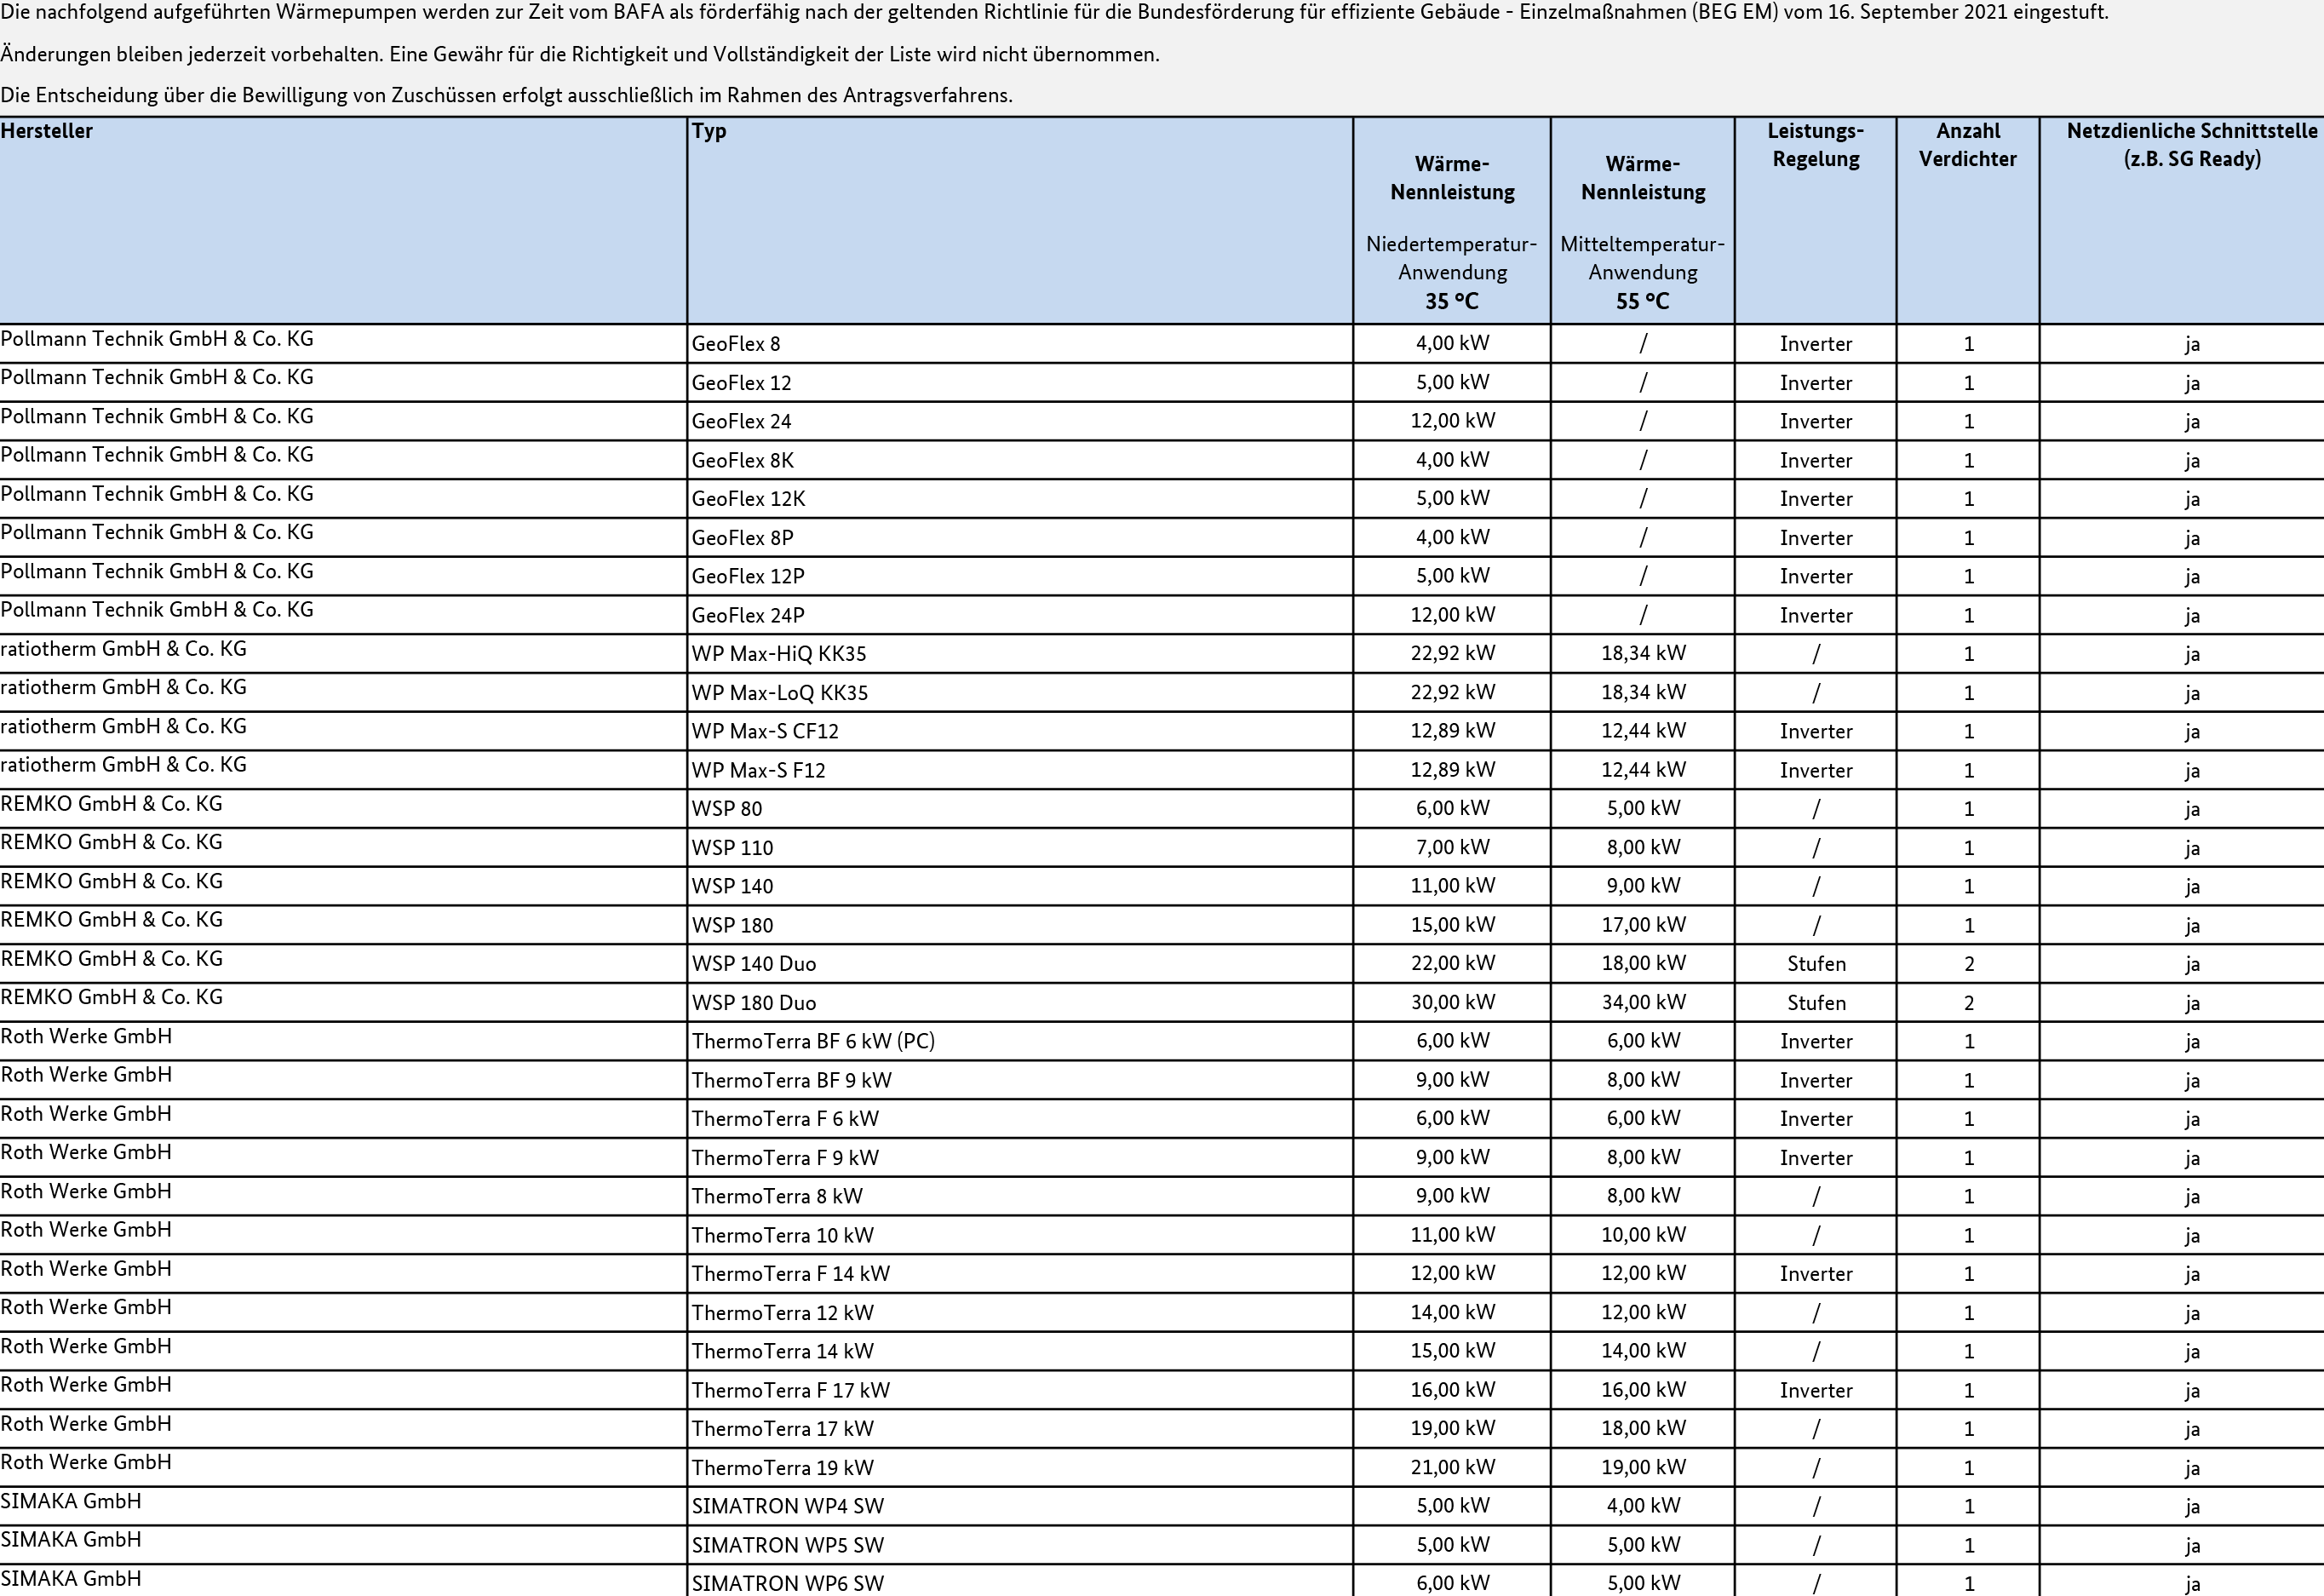 Die nachfolgend aufgeführten Wärmepumpen werden zur Zeit vom BAFA als förderfähig nach der geltenden Richtlinie für die Bundesförderung für effiziente Gebäude - Einzelmaßnahmen (BEG EM) vom 16. September 2021 eingestuft.
Änderungen bleiben jederzeit vorbehalten. Eine Gewähr für die Richtigkeit und Vollständigkeit der Liste wird nicht übernommen.
Die Entscheidung über die Bewilligung von Zuschüssen erfolgt ausschließlich im Rahmen des Antragsverfahrens.
Hersteller Typ Wärme-Nennleistung Niedertemperatur-Anwendung 35 °C Wärme-Nennleistung Mitteltemperatur-Anwendung 55 °C Leistungs-Regelung Anzahl Verdichter Netzdienliche Schnittstelle (z.B. SG Ready)
Pollmann Technik GmbH & Co. KG GeoFlex 8 4,00 kW / Inverter 1 ja
Pollmann Technik GmbH & Co. KG GeoFlex 12 5,00 kW / Inverter 1 ja
Pollmann Technik GmbH & Co. KG GeoFlex 24 12,00 kW / Inverter 1 ja
Pollmann Technik GmbH & Co. KG GeoFlex 8K 4,00 kW / Inverter 1 ja
Pollmann Technik GmbH & Co. KG GeoFlex 12K 5,00 kW / Inverter 1 ja
Pollmann Technik GmbH & Co. KG GeoFlex 8P 4,00 kW / Inverter 1 ja
Pollmann Technik GmbH & Co. KG GeoFlex 12P 5,00 kW / Inverter 1 ja
Pollmann Technik GmbH & Co. KG GeoFlex 24P 12,00 kW / Inverter 1 ja
ratiotherm GmbH & Co. KG WP Max-HiQ KK35 22,92 kW 18,34 kW / 1 ja
ratiotherm GmbH & Co. KG WP Max-LoQ KK35 22,92 kW 18,34 kW / 1 ja
ratiotherm GmbH & Co. KG WP Max-S CF12 12,89 kW 12,44 kW Inverter 1 ja
ratiotherm GmbH & Co. KG WP Max-S F12 12,89 kW 12,44 kW Inverter 1 ja
REMKO GmbH & Co. KG WSP 80 6,00 kW 5,00 kW / 1 ja
REMKO GmbH & Co. KG WSP 110 7,00 kW 8,00 kW / 1 ja
REMKO GmbH & Co. KG WSP 140 11,00 kW 9,00 kW / 1 ja
REMKO GmbH & Co. KG WSP 180 15,00 kW 17,00 kW / 1 ja
REMKO GmbH & Co. KG WSP 140 Duo 22,00 kW 18,00 kW Stufen 2 ja
REMKO GmbH & Co. KG WSP 180 Duo 30,00 kW 34,00 kW Stufen 2 ja
Roth Werke GmbH ThermoTerra BF 6 kW (PC) 6,00 kW 6,00 kW Inverter 1 ja
Roth Werke GmbH ThermoTerra BF 9 kW 9,00 kW 8,00 kW Inverter 1 ja
Roth Werke GmbH ThermoTerra F 6 kW 6,00 kW 6,00 kW Inverter 1 ja
Roth Werke GmbH ThermoTerra F 9 kW 9,00 kW 8,00 kW Inverter 1 ja
Roth Werke GmbH ThermoTerra 8 kW 9,00 kW 8,00 kW / 1 ja
Roth Werke GmbH ThermoTerra 10 kW 11,00 kW 10,00 kW / 1 ja
Roth Werke GmbH ThermoTerra F 14 kW 12,00 kW 12,00 kW Inverter 1 ja
Roth Werke GmbH ThermoTerra 12 kW 14,00 kW 12,00 kW / 1 ja
Roth Werke GmbH ThermoTerra 14 kW 15,00 kW 14,00 kW / 1 ja
Roth Werke GmbH ThermoTerra F 17 kW 16,00 kW 16,00 kW Inverter 1 ja
Roth Werke GmbH ThermoTerra 17 kW 19,00 kW 18,00 kW / 1 ja
Roth Werke GmbH ThermoTerra 19 kW 21,00 kW 19,00 kW / 1 ja
SIMAKA GmbH SIMATRON WP4 SW 5,00 kW 4,00 kW / 1 ja
SIMAKA GmbH SIMATRON WP5 SW 5,00 kW 5,00 kW / 1 ja
SIMAKA GmbH SIMATRON WP6 SW 6,00 kW 5,00 kW / 1 ja